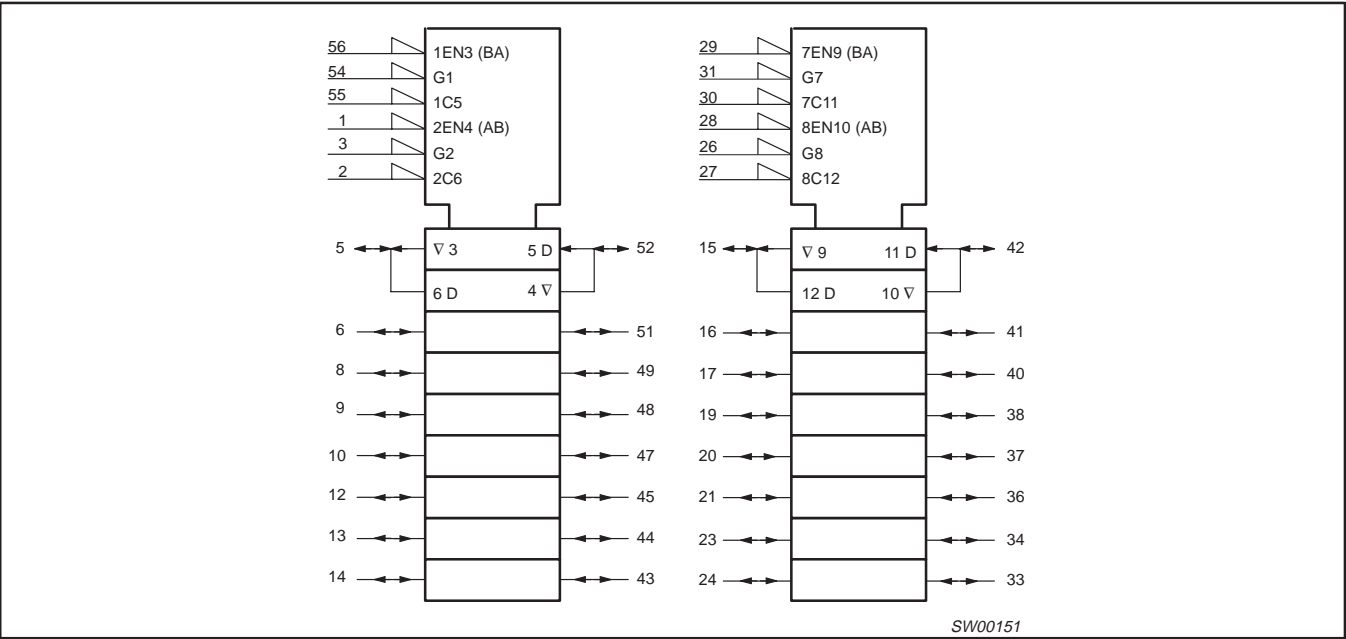 56 1EN3 (BA) 29 7EN9 (BA)
54 G1 31 G7
55 1C5 30 7C11
1 2EN4 (AB) 28 8EN10 (AB)
3 G2 26 G8
2 2C6 27 8C12
5 ∇ 3 5 D 52 15 ∇ 9 11 D 42
6 D 4 ∇ 12 D 10 ∇
6 51 16 41
8 49 17 40
9 48 19 38
10 47 20 37
12 45 21 36
13 44 23 34
14 43 24 33
SW00151